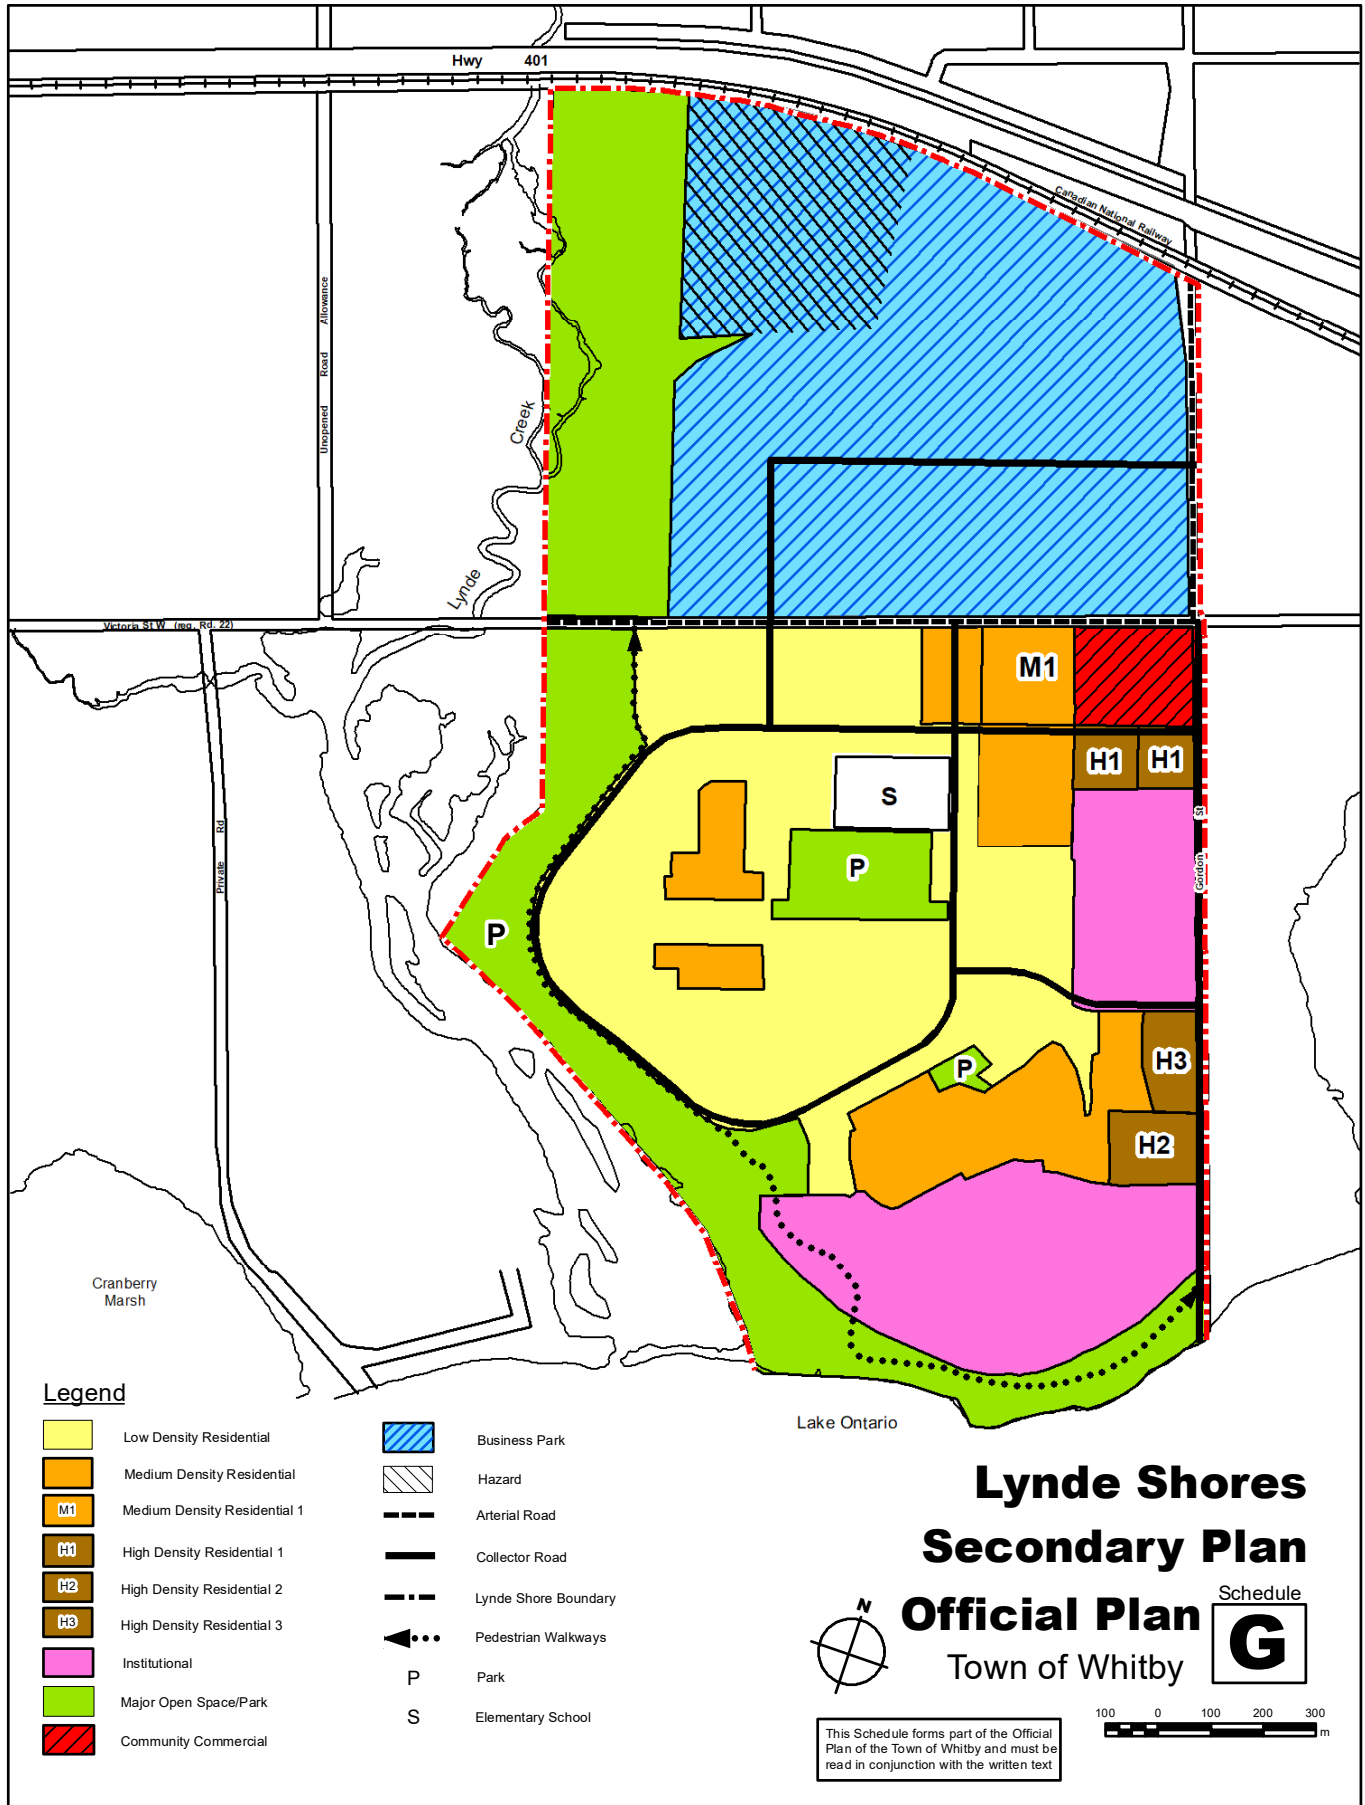 Hwy 401
Canadian National Railway
Unopened Road Allowance
Creek
Lynde
Victoria St W (reg. Rd. 22)
M1
H1
H1
S
P
P
Private Rd
Gordon St
P
H3
H2
Cranberry
Marsh
Lake Ontario
Legend
Low Density Residential
Medium Density Residential
M1 Medium Density Residential 1
H1 High Density Residential 1
H2 High Density Residential 2
H3 High Density Residential 3
Institutional
Major Open Space/Park
Community Commercial
Business Park
Hazard
Arterial Road
Collector Road
Lynde Shore Boundary
Pedestrian Walkways
P Park
S Elementary School
Lynde Shores
Secondary Plan
Official Plan
Town of Whitby
Schedule
G
N
100 0 100 200 300
m
This Schedule forms part of the Official
Plan of the Town of Whitby and must be
read in conjunction with the written text